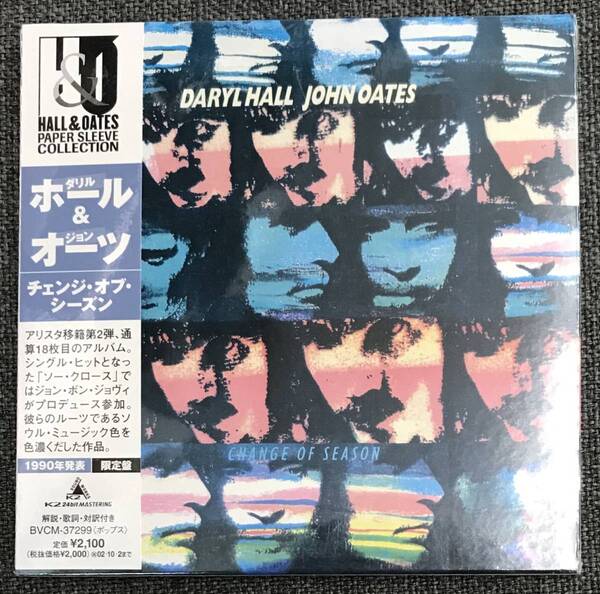 H&O
HALL & OATES
PAPER SLEEVE
COLLECTION
ダリル
ホール
&
ジョン
オーツ
チェンジ・オブ・
シーズン
アリスタ移籍第2弾、通
算18枚目のアルバム。
シングル・ヒットとなっ
た「ソー・クロース」で
はジョン・ボン・ジョヴィ
がプロデュース参加。
彼らのルーツであるソ
ウル・ミュージック色を
色濃くだした作品。
1990年発表 限定盤
K2
K2 24bit MASTERING
解説・歌詞・対訳付き
BVCM-37299〈ポップス〉
定価 ¥2,100
(税抜価格¥2,000) 02・10・2まで
DARYL HALL JOHN OATES
CHANGE OF SEASON